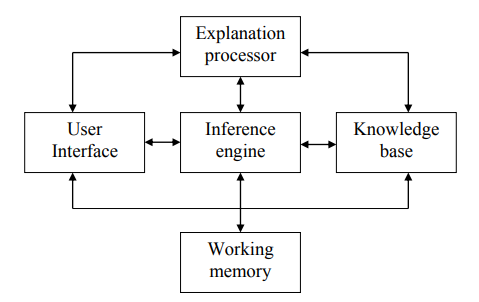 Explanation
processor
User
Interface
Inference
engine
Knowledge
base
Working
memory